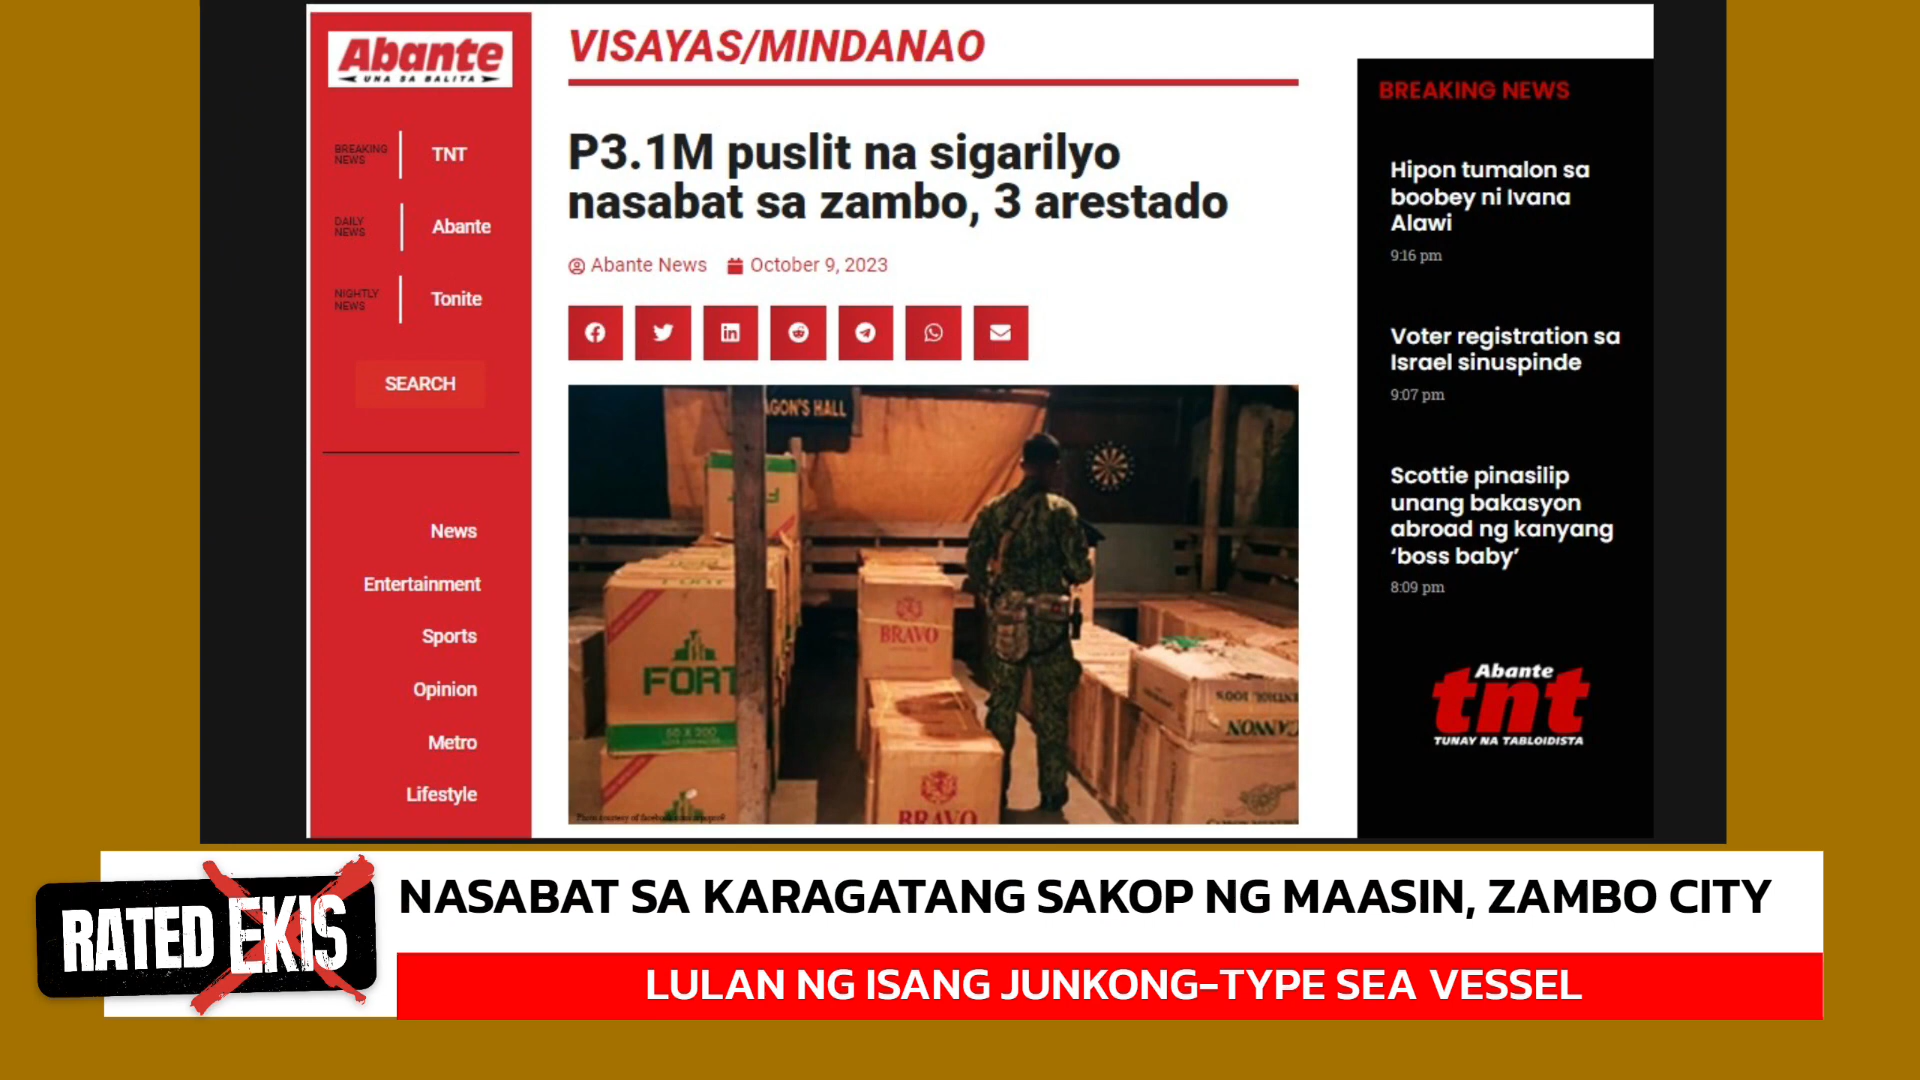 Abante
UNA SA BALITA
BREAKING NEWS
TNT
DAILY NEWS
Abante
NIGHTLY NEWS
Tonite
SEARCH
News
Entertainment
Sports
Opinion
Metro
Lifestyle
VISAYAS/MINDANAO
P3.1M puslit na sigarilyo
nasabat sa zambo, 3 arestado
Abante News October 9, 2023
AGON'S HALL
FORT
FORT
50 X 200
BRAVO
BRAVO
CANNON
BREAKING NEWS
Hipon tumalon sa
boobey ni Ivana
Alawi
9:16 pm
Voter registration sa
Israel sinuspinde
9:07 pm
Scottie pinasilip
unang bakasyon
abroad ng kanyang
‘boss baby’
8:09 pm
Abante
tnt
TUNAY NA TABLOIDISTA
RATED EKIS
NASABAT SA KARAGATANG SAKOP NG MAASIN, ZAMBO CITY
LULAN NG ISANG JUNKONG-TYPE SEA VESSEL